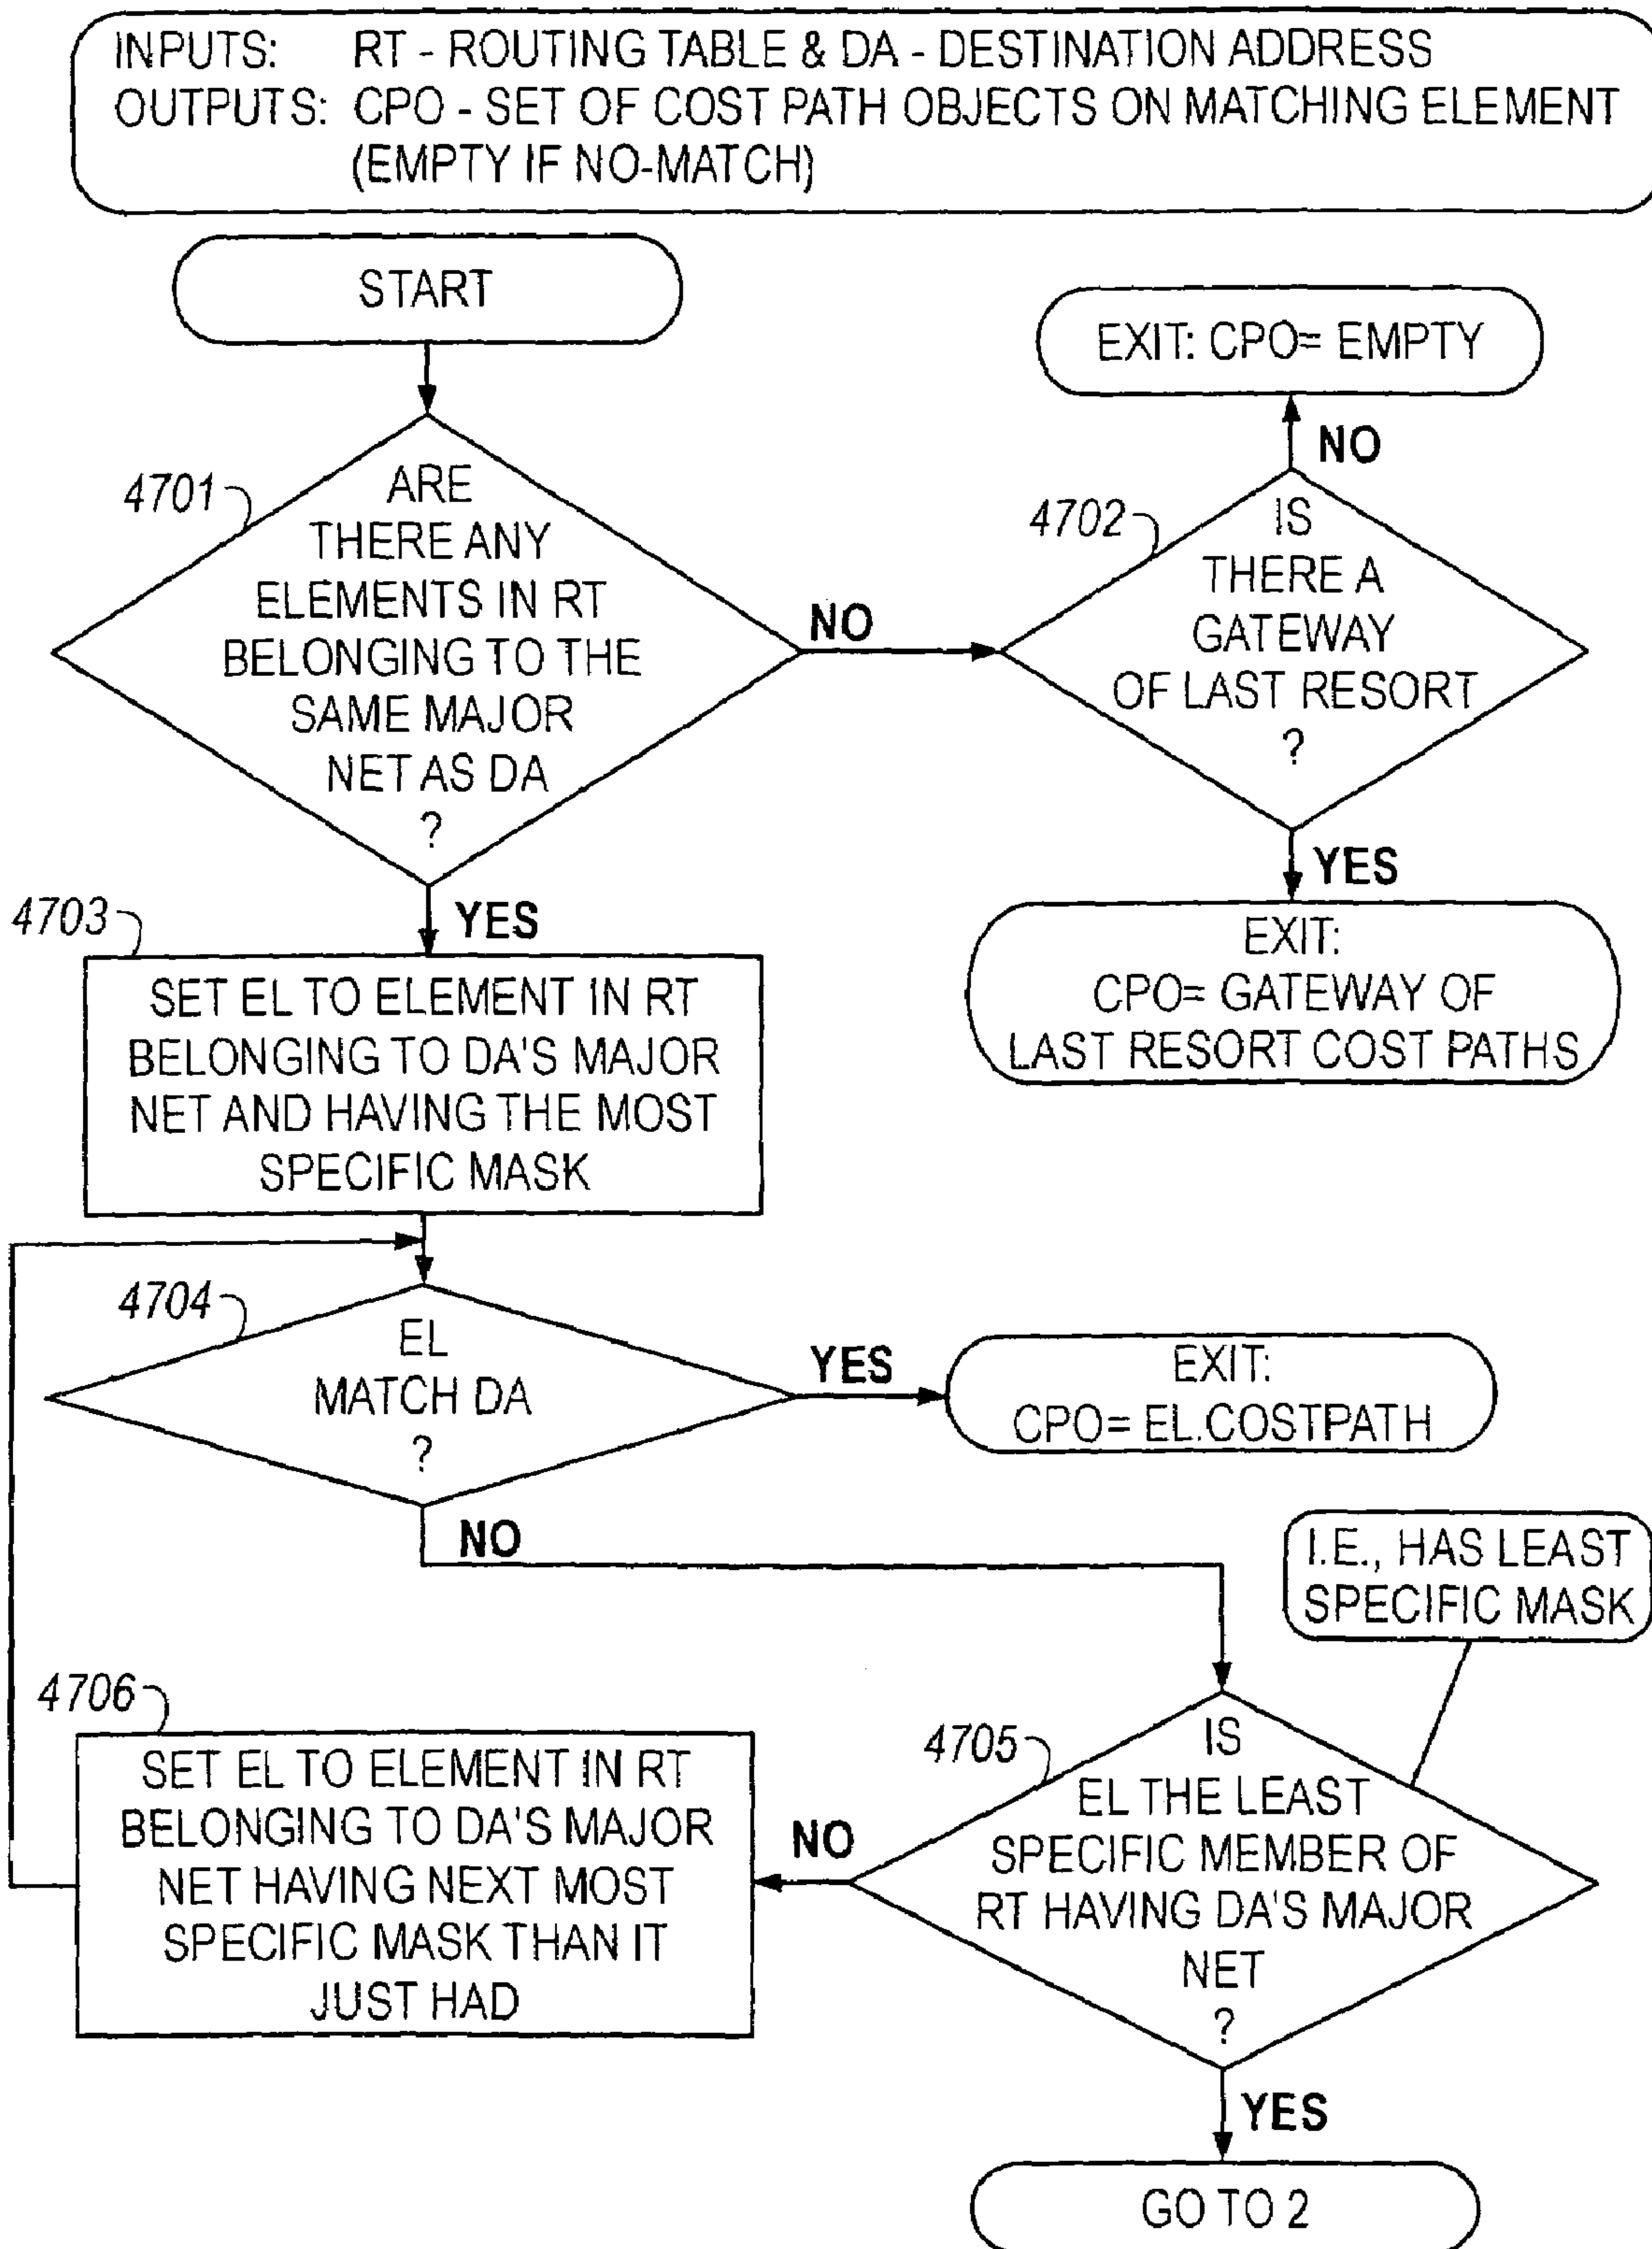 INPUTS: RT - ROUTING TABLE & DA - DESTINATION ADDRESS
OUTPUTS: CPO - SET OF COST PATH OBJECTS ON MATCHING ELEMENT
(EMPTY IF NO-MATCH)
START
EXIT: CPO= EMPTY
NO
4701
ARE
THERE ANY
ELEMENTS IN RT
BELONGING TO THE
SAME MAJOR
NET AS DA
?
NO
4702
IS
THERE A
GATEWAY
OF LAST RESORT
?
YES
EXIT:
CPO= GATEWAY OF
LAST RESORT COST PATHS
YES
4703
SET EL TO ELEMENT IN RT
BELONGING TO DA'S MAJOR
NET AND HAVING THE MOST
SPECIFIC MASK
4704
EL
MATCH DA
?
YES
EXIT:
CPO= EL.COSTPATH
NO
I.E., HAS LEAST
SPECIFIC MASK
4705
IS
EL THE LEAST
SPECIFIC MEMBER OF
RT HAVING DA'S MAJOR
NET
?
NO
4706
SET EL TO ELEMENT IN RT
BELONGING TO DA'S MAJOR
NET HAVING NEXT MOST
SPECIFIC MASK THAN IT
JUST HAD
YES
GO TO 2